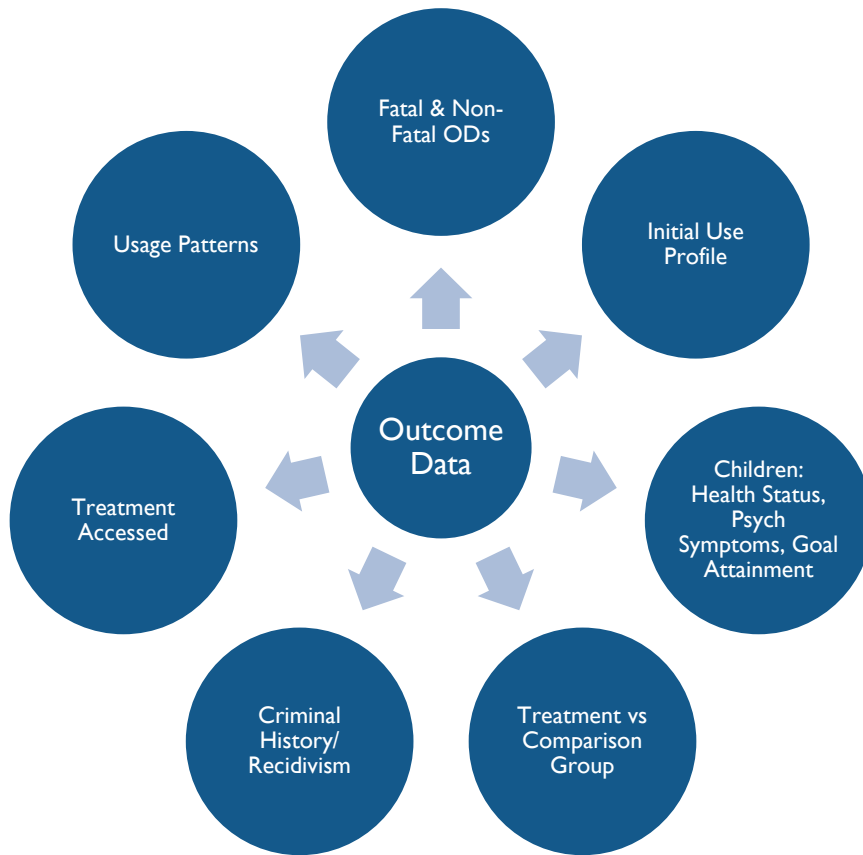 Fatal & Non-
Fatal ODs
Usage Patterns
Initial Use
Profile
Outcome
Data
Treatment
Accessed
Children:
Health Status,
Psych
Symptoms, Goal
Attainment
Criminal
History/
Recidivism
Treatment vs
Comparison
Group